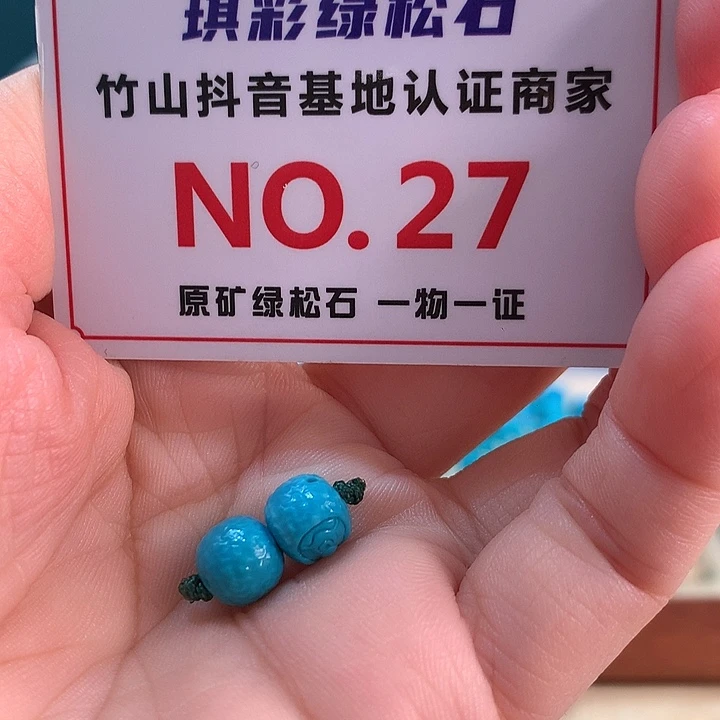 琪彩绿松石
竹山抖音基地认证商家
NO.27
原矿绿松石 一物一证